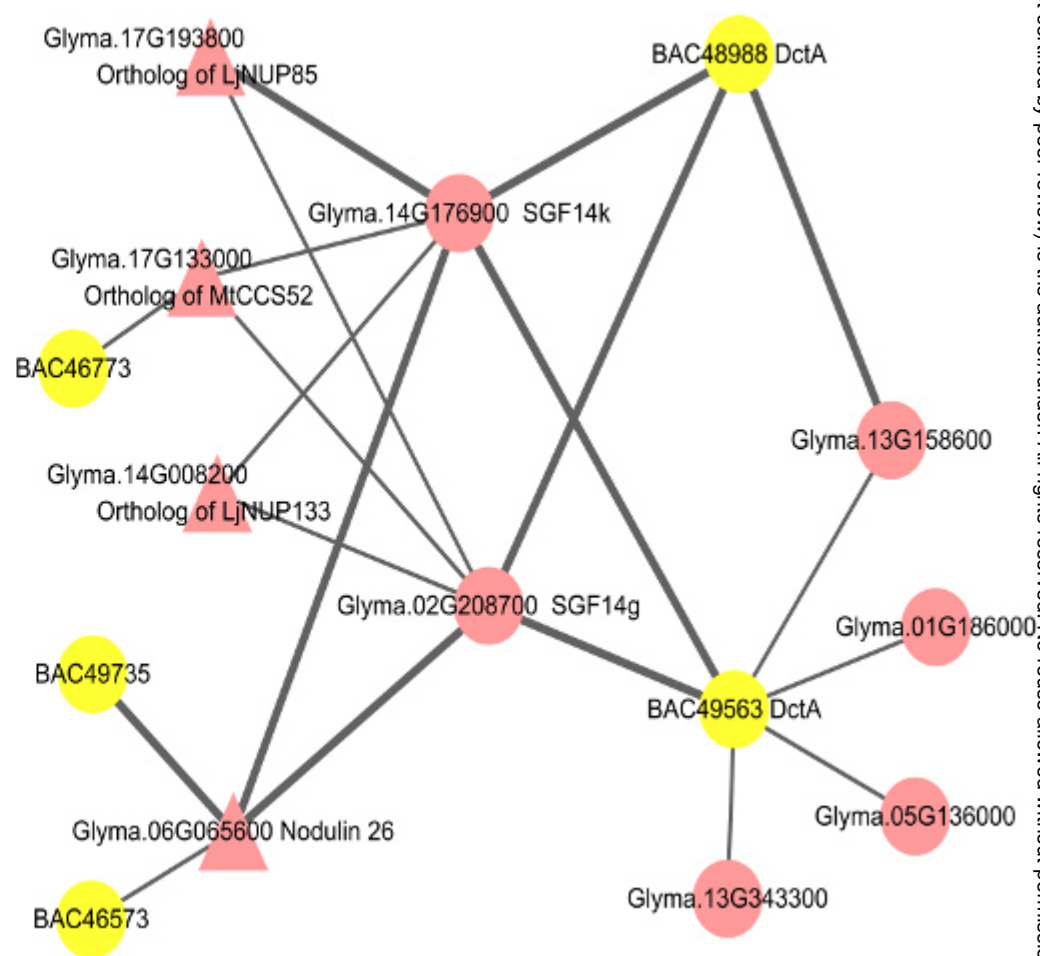 Glyma.17G193800
Ortholog of LjNUP85
BAC48988 DctA
Glyma.14G176900 SGF14k
Glyma.17G133000
Ortholog of MtCCS52
BAC46773
Glyma.13G158600
Glyma.14G008200
Ortholog of LjNUP133
Glyma.02G208700 SGF14g
Glyma.01G186000
BAC49735
BAC49563 DctA
Glyma.05G136000
Glyma.06G065600 Nodulin 26
Glyma.13G343300
BAC46573